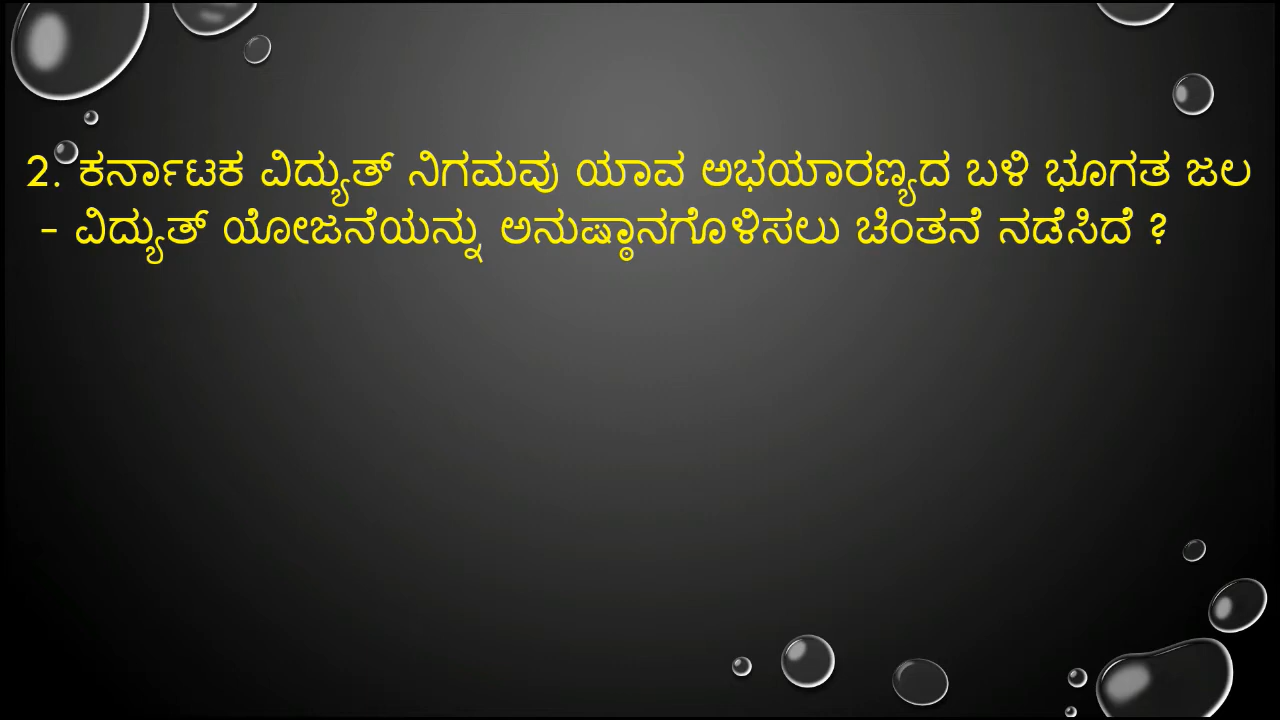 2. ಕರ್ನಾಟಕ ವಿದ್ಯುತ್ ನಿಗಮವು ಯಾವ ಅಭಯಾರಣ್ಯದ ಬಳಿ ಭೂಗತ ಜಲ
- ವಿದ್ಯುತ್ ಯೋಜನೆಯನ್ನು ಅನುಷ್ಠಾನಗೊಳಿಸಲು ಚಿಂತನೆ ನಡೆಸಿದೆ ?